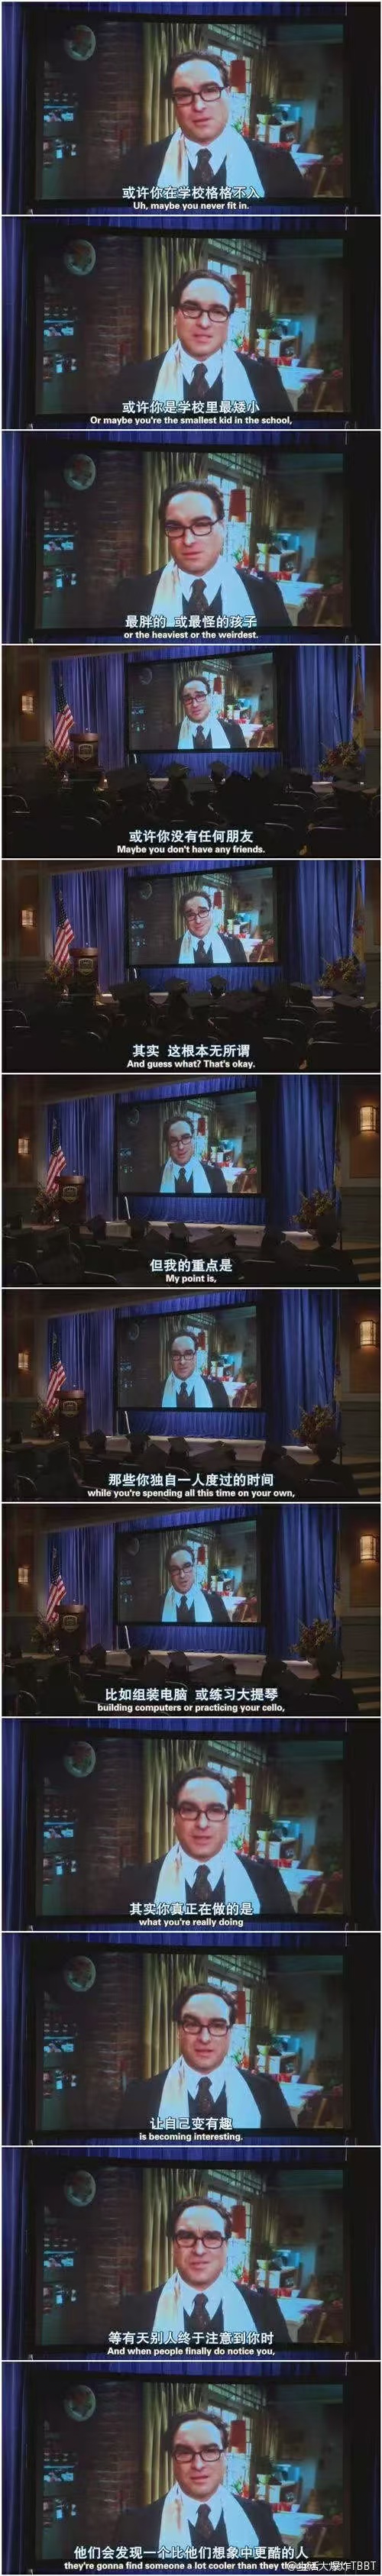 或许你在学校格格不入
Uh, maybe you never fit in.
或许你是学校里最矮小
Or maybe you're the smallest kid in the school,
最胖的 或最怪的孩子
or the heaviest or the weirdest.
或许你没有任何朋友
Maybe you don't have any friends.
其实 这根本无所谓
And guess what? That's okay.
但我的重点是
My point is,
那些你独自一人度过的时间
while you're spending all this time on your own,
比如组装电脑 或练习大提琴
building computers or practicing your cello,
其实你真正在做的是
what you're really doing
让自己变有趣
is becoming interesting.
等有天别人终于注意到你时
And when people finally do notice you,
他们会发现一个比他们想象中更酷的人
they're gonna find someone a lot cooler than they
@生活大爆炸TBBT